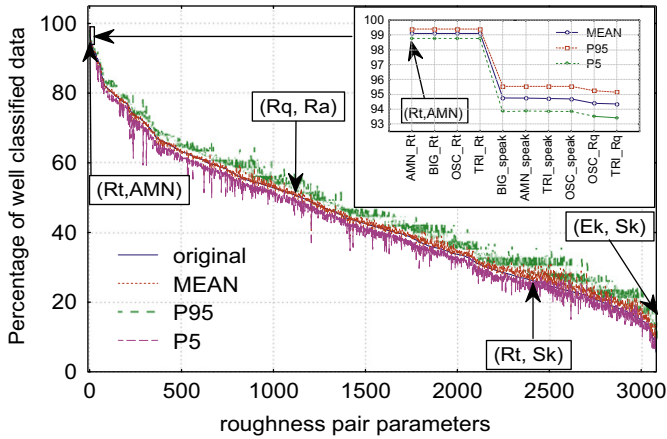 Percentage of well classified data
100
80
60
40
20
0
0
500
1000
1500
2000
2500
3000
roughness pair parameters
(Rt,AMN)
(Rq, Ra)
(Rt, Sk)
(Ek, Sk)
original
MEAN
P95
P5
100
99
98
97
96
95
94
93
MEAN
P95
P5
(Rt,AMN)
AMN_Rt
BIG_Rt
OSC_Rt
TRI_Rt
BIG_speak
AMN_speak
TRI_speak
OSC_speak
OSC_Rq
TRI_Rq